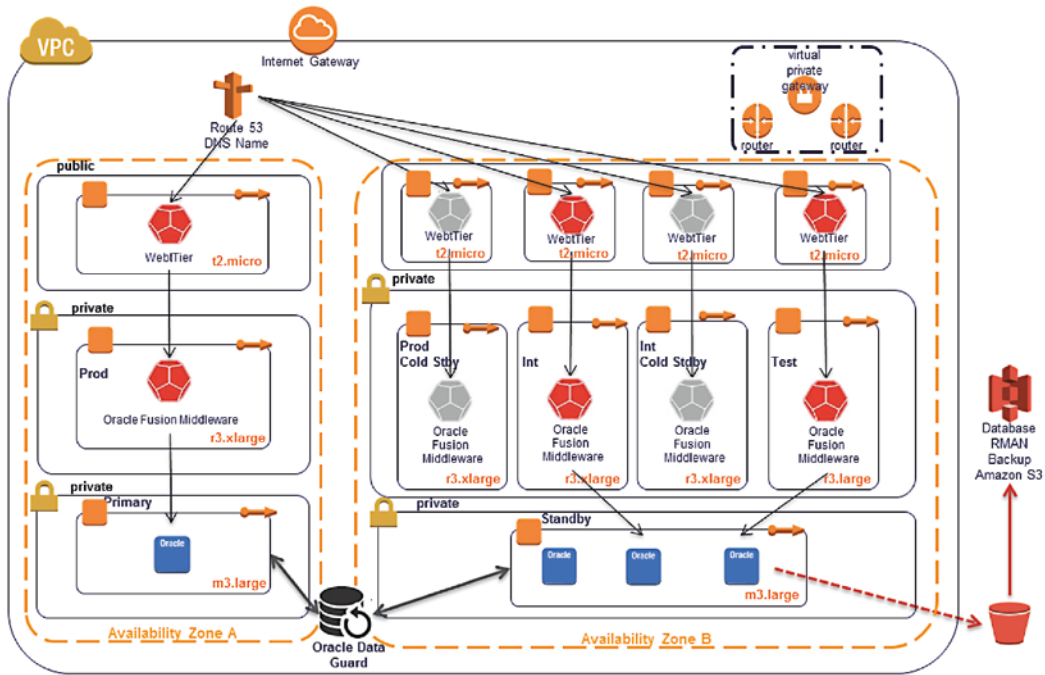 VPC
Internet Gateway
virtual
private
gateway
router
router
Route 53
DNS Name
public
WebtTier
t2.micro
private
Prod
Oracle Fusion Middleware
r3.xlarge
private
Primary
Oracle
m3.large
Availability Zone A
Oracle Data
Guard
WebtTier
t2.micro
WebtTier
t2.micro
WebtTier
t2.micro
WebtTier
t2.micro
private
Prod
Cold Stby
Oracle
Fusion
Middleware
r3.xlarge
Int
Oracle
Fusion
Middleware
r3.xlarge
Int
Cold Stdby
Oracle
Fusion
Middleware
r3.xlarge
Test
Oracle
Fusion
Middleware
r3.large
private
Standby
Oracle
Oracle
Oracle
m3.large
Availability Zone B
Database
RMAN
Backup
Amazon S3